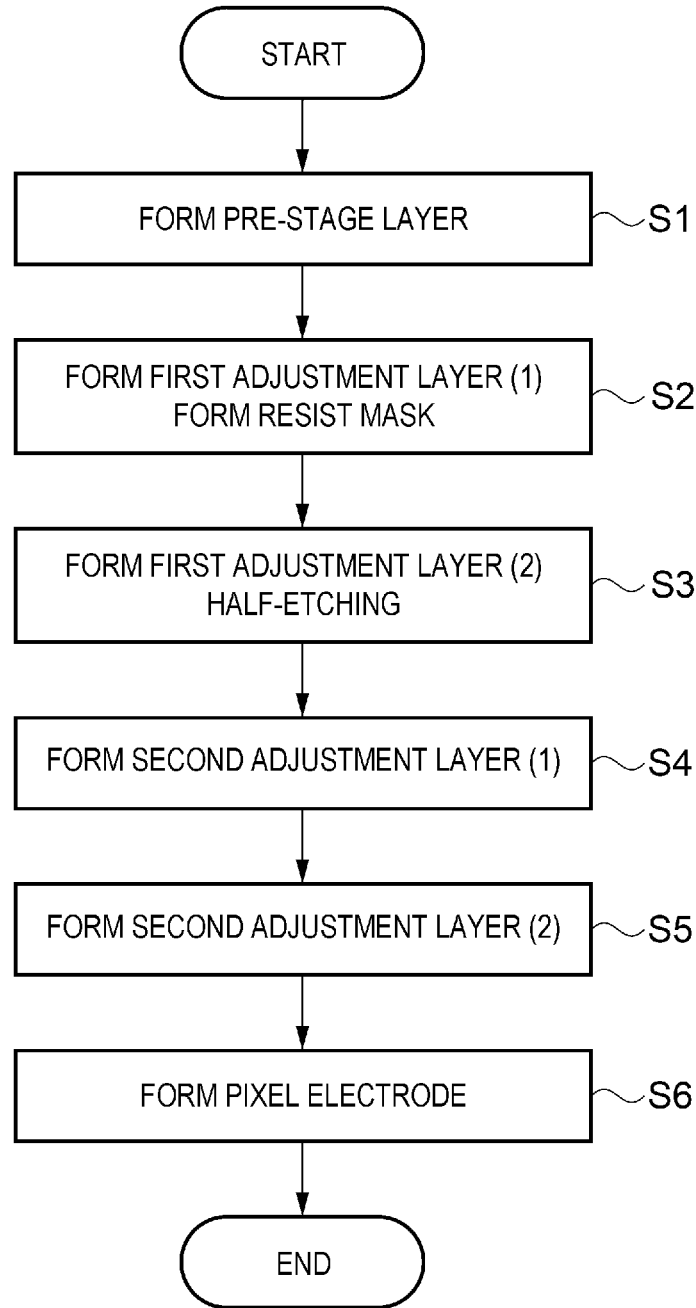 START
FORM PRE-STAGE LAYER
S1
FORM FIRST ADJUSTMENT LAYER (1)
FORM RESIST MASK
S2
FORM FIRST ADJUSTMENT LAYER (2)
HALF-ETCHING
S3
FORM SECOND ADJUSTMENT LAYER (1)
S4
FORM SECOND ADJUSTMENT LAYER (2)
S5
FORM PIXEL ELECTRODE
S6
END